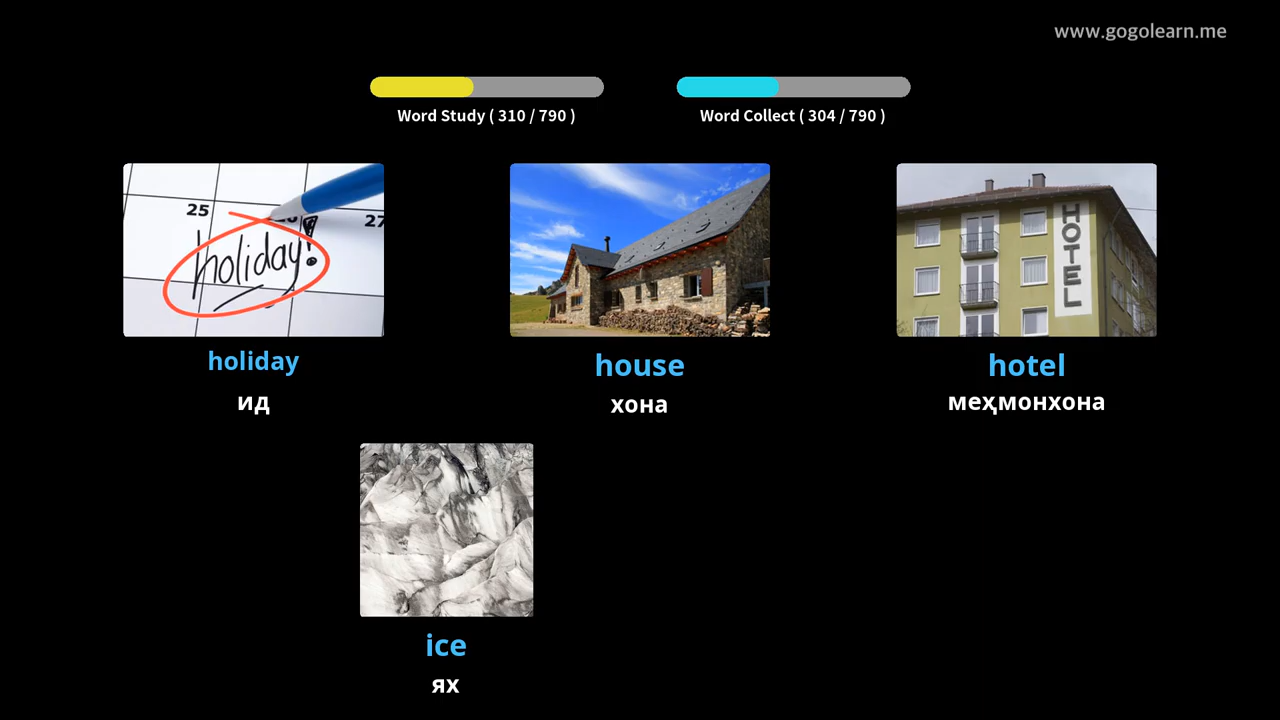 www.gogolearn.me
Word Study ( 310 / 790 )
Word Collect ( 304 / 790 )
25
27
holiday!
HOTEL
holiday
house
hotel
ид
хона
меҳмонхона
ice
ях